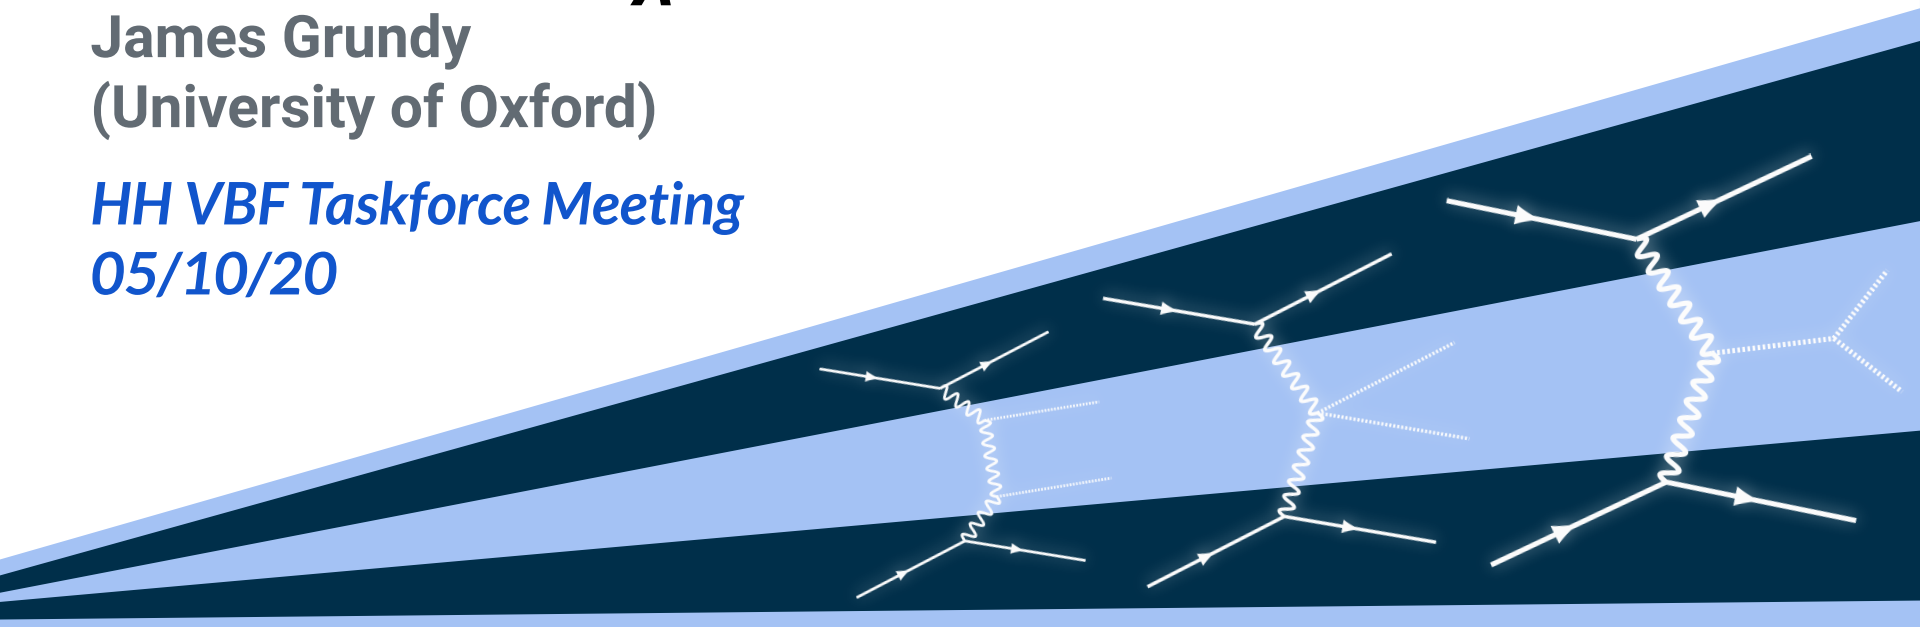 James Grundy
(University of Oxford)
HH VBF Taskforce Meeting
05/10/20